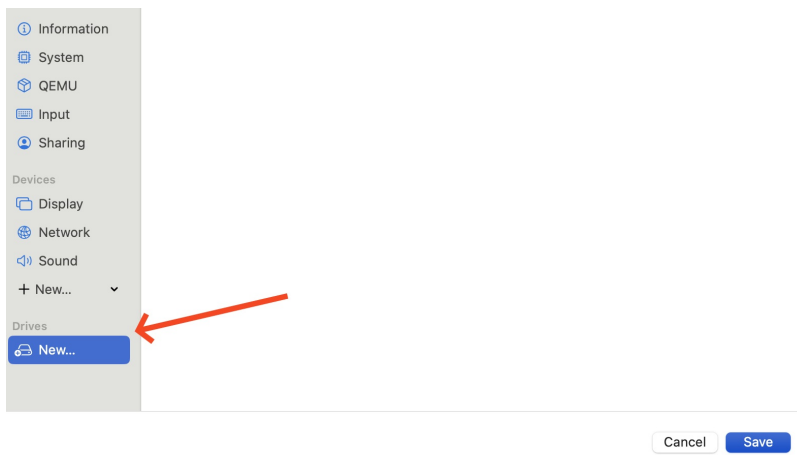 Information
System
QEMU
Input
Sharing
Devices
Display
Network
Sound
+ New...
Drives
New...
Cancel
Save